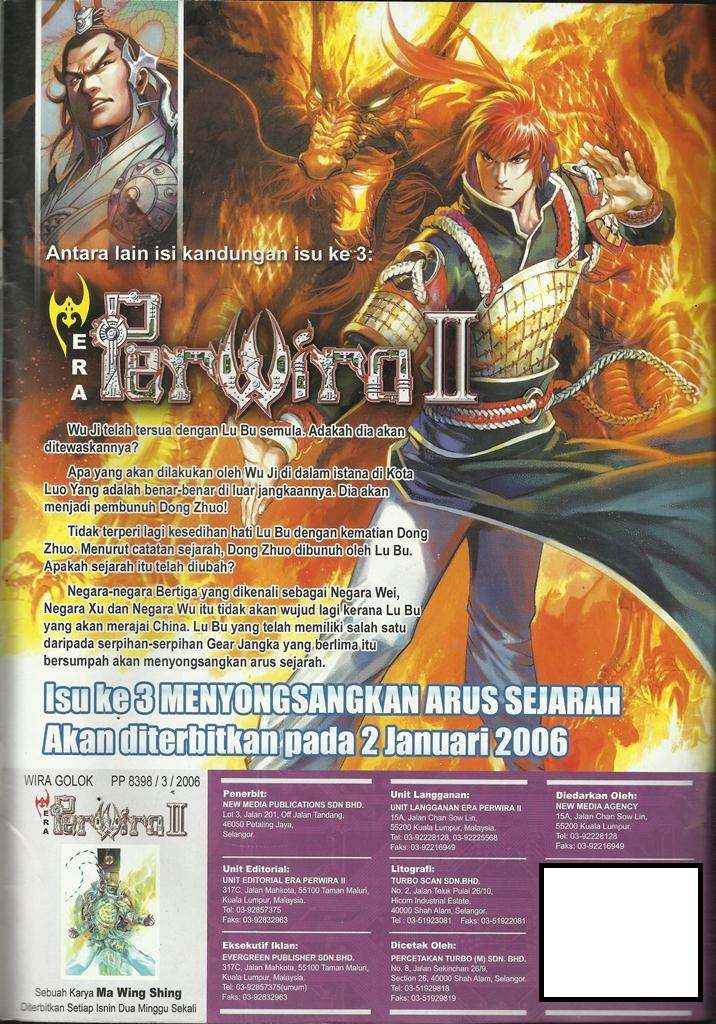 Antara lain isi kandungan isu ke 3:
ERA
PerWira II
Wu Ji telah tersua dengan Lu Bu semula. Adakah dia akan
ditewaskannya?
Apa yang akan dilakukan oleh Wu Ji di dalam istana di Kota
Luo Yang adalah benar-benar di luar jangkaannya. Dia akan
menjadi pembunuh Dong Zhuo!
Tidak terperi lagi kesedihan hati Lu Bu dengan kematian Dong
Zhuo. Menurut catatan sejarah, Dong Zhuo dibunuh oleh Lu Bu.
Apakah sejarah itu telah diubah?
Negara-negara Bertiga yang dikenali sebagai Negara Wei,
Negara Xu dan Negara Wu itu tidak akan wujud lagi kerana Lu Bu
yang akan merajai China. Lu Bu yang telah memiliki salah satu
daripada serpihan-serpihan Gear Jangka yang berlima itu
bersumpah akan menyongsangkan arus sejarah.
Isu ke 3 MENYONGSANGKAN ARUS SEJARAH
Akan diterbitkan pada 2 Januari 2006
WIRA GOLOK PP 8398 / 3 / 2006
ERA
PerWira II
Sebuah Karya Ma Wing Shing
Diterbitkan Setiap Isnin Dua Minggu Sekali
Penerbit:
NEW MEDIA PUBLICATIONS SDN BHD.
Lot 3, Jalan 201, Off Jalan Tandang,
46050 Petaling Jaya,
Selangor.
Unit Editorial:
UNIT EDITORIAL ERA PERWIRA II
317C, Jalan Mahkota, 55100 Taman Maluri,
Kuala Lumpur, Malaysia.
Tel: 03-92857375
Faks: 03-92832963
Eksekutif Iklan:
EVERGREEN PUBLISHER SDN.BHD.
317C, Jalan Mahkota, 55100 Taman Maluri,
Kuala Lumpur, Malaysia.
Tel: 03-92857375(umum)
Faks: 03-92832963
Unit Langganan:
UNIT LANGGANAN ERA PERWIRA II
15A, Jalan Chan Sow Lin,
55200 Kuala Lumpur, Malaysia.
Tel: 03-92228128, 03-92225568
Faks: 03-92216949
Litografi:
TURBO SCAN SDN.BHD.
No. 2, Jalan Teluk Pulai 26/10,
Hicom Industrial Estate,
40000 Shah Alam, Selangor.
Tel : 03-51923081 Faks: 03-51922081
Dicetak Oleh:
PERCETAKAN TURBO (M) SDN. BHD.
No. 8, Jalan Sekinchan 26/9,
Section 26, 40000 Shah Alam, Selangor.
Tel: 03-51929818
Faks: 03-51929819
Diedarkan Oleh:
NEW MEDIA AGENCY
15A, Jalan Chan Sow Lin,
55200 Kuala Lumpur.
Tel: 03-92228128
Faks: 03-92216949